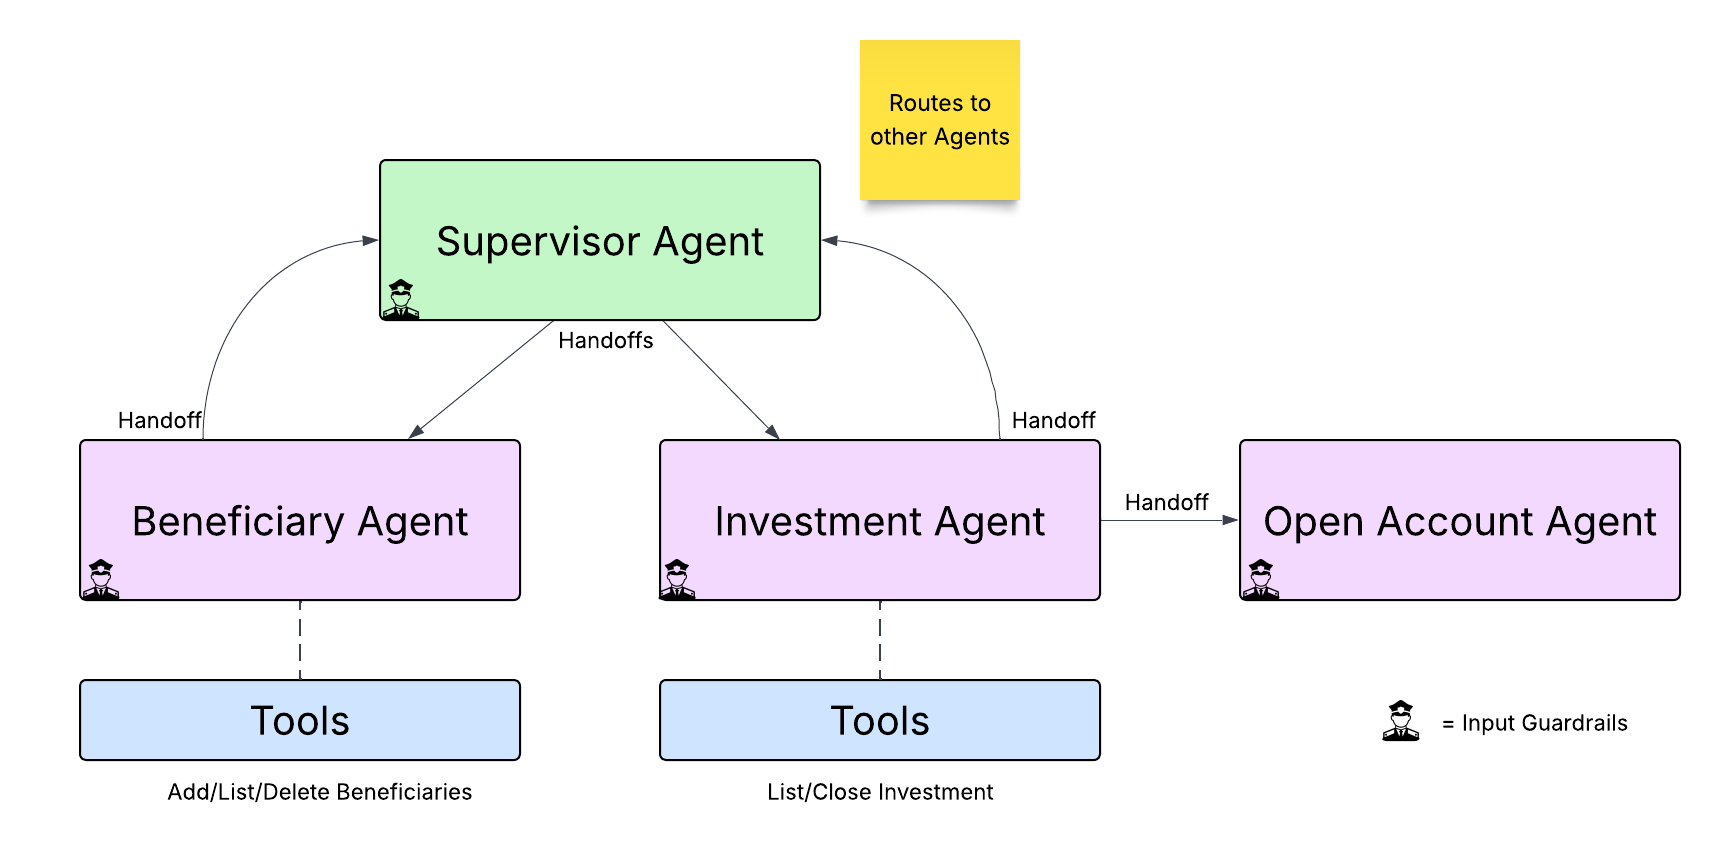 Routes to
other Agents
Supervisor Agent
Handoffs
Handoff
Handoff
Beneficiary Agent
Investment Agent
Handoff
Open Account Agent
Tools
Tools
= Input Guardrails
Add/List/Delete Beneficiaries
List/Close Investment